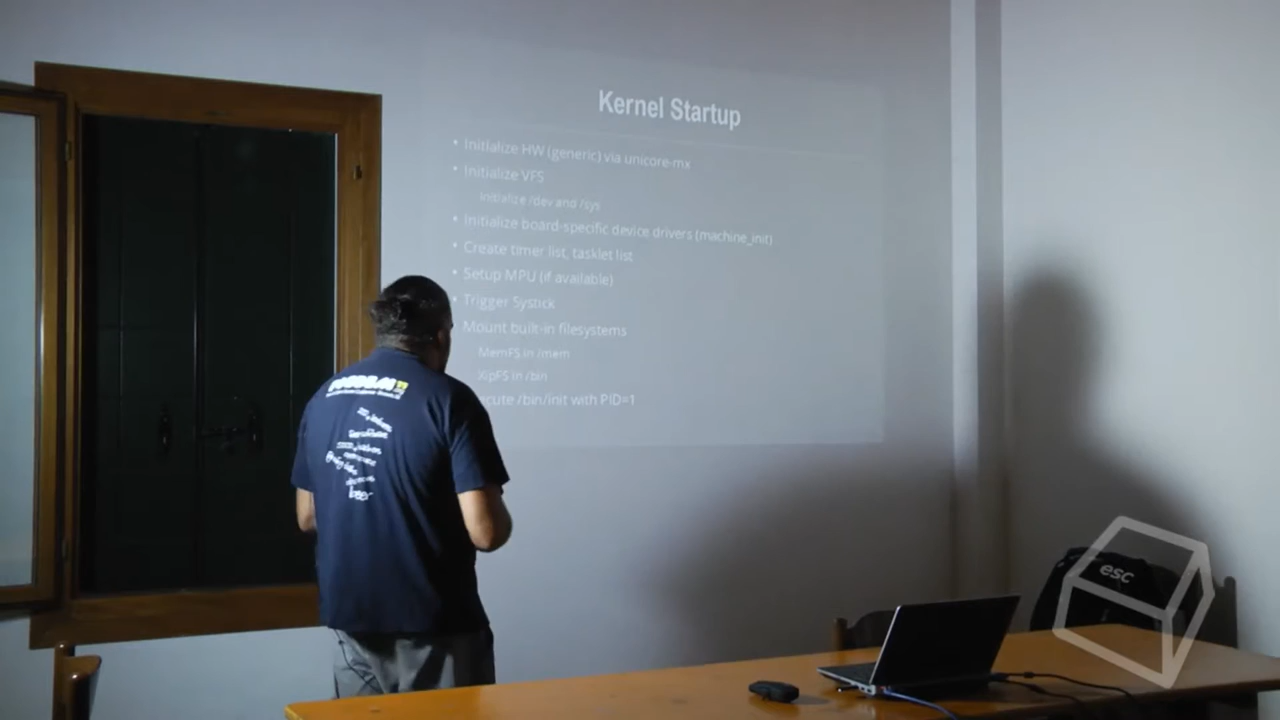 Kernel Startup
• Initialize HW (generic) via unicore-mx
• Initialize VFS
Initialize /dev and /sys
• Initialize board-specific device drivers (machine_init)
• Create timer list, tasklet list
• Setup MPU (if available)
• Trigger Systick
Mount built-in filesystems
MemFS in /mem
XipFS in /bin
ecute /bin/init with PID=1
loser
esc